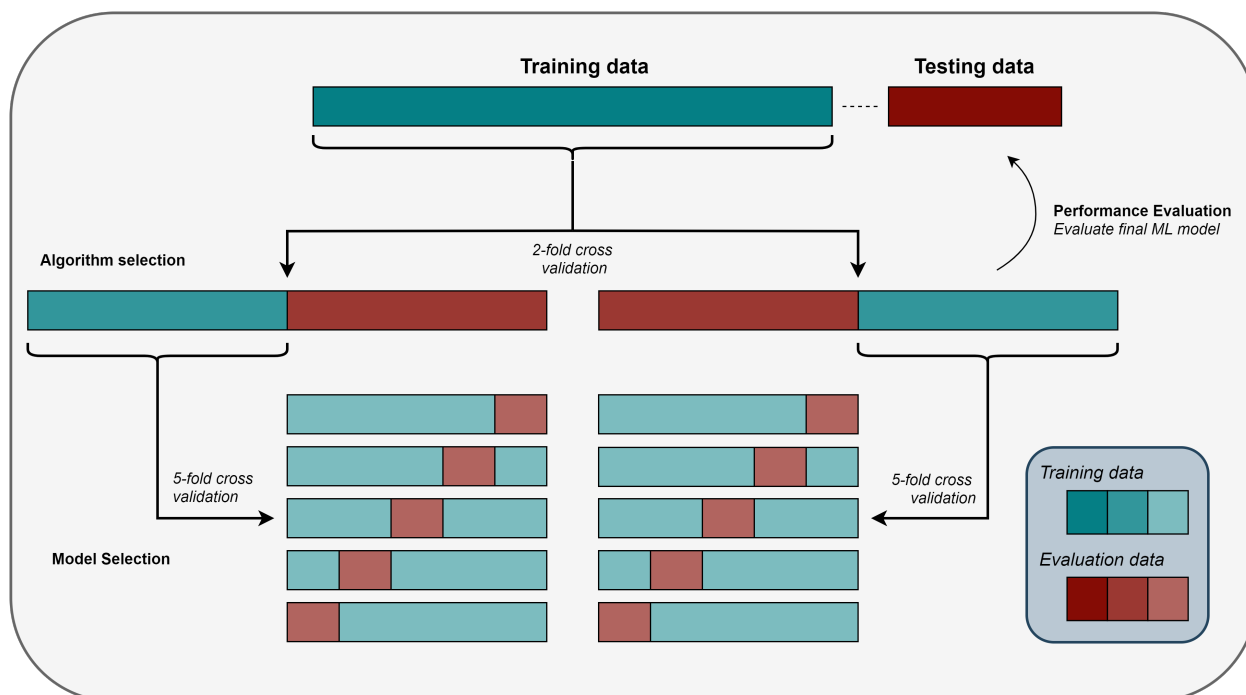 Training data
Testing data
Performance Evaluation
Evaluate final ML model
2-fold cross
validation
Algorithm selection
5-fold cross
validation
5-fold cross
validation
Model Selection
Training data
Evaluation data